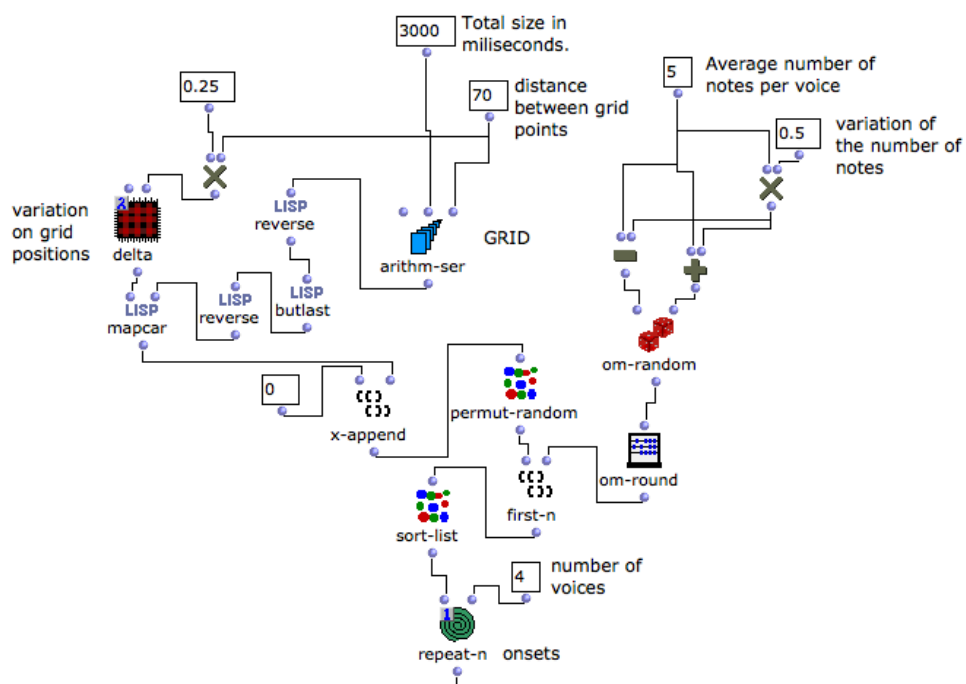 3000
Total size in
miliseconds.
0.25
70
distance
between grid
points
5
Average number of
notes per voice
0.5
variation of
the number of
notes
variation
on grid
positions
delta
LISP
reverse
arithm-ser
GRID
LISP
mapcar
LISP
reverse
LISP
butlast
om-random
0
x-append
permut-random
om-round
first-n
sort-list
4
number of
voices
1
repeat-n
onsets